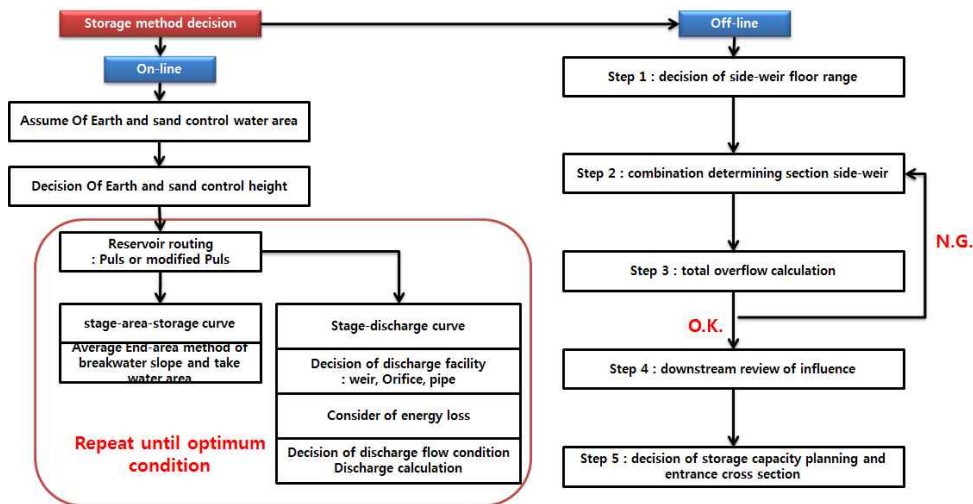 Storage method decision
Off-line
On-line
Assume Of Earth and sand control water area
Decision Of Earth and sand control height
Reservoir routing
: Puls or modified Puls
stage-area-storage curve
Average End-area method of
breakwater slope and take
water area
Stage-discharge curve
Decision of discharge facility
: weir, Orifice, pipe
Consider of energy loss
Decision of discharge flow condition
Discharge calculation
Repeat until optimum
condition
Step 1 : decision of side-weir floor range
Step 2 : combination determining section side-weir
N.G.
Step 3 : total overflow calculation
O.K.
Step 4 : downstream review of influence
Step 5 : decision of storage capacity planning and
entrance cross section